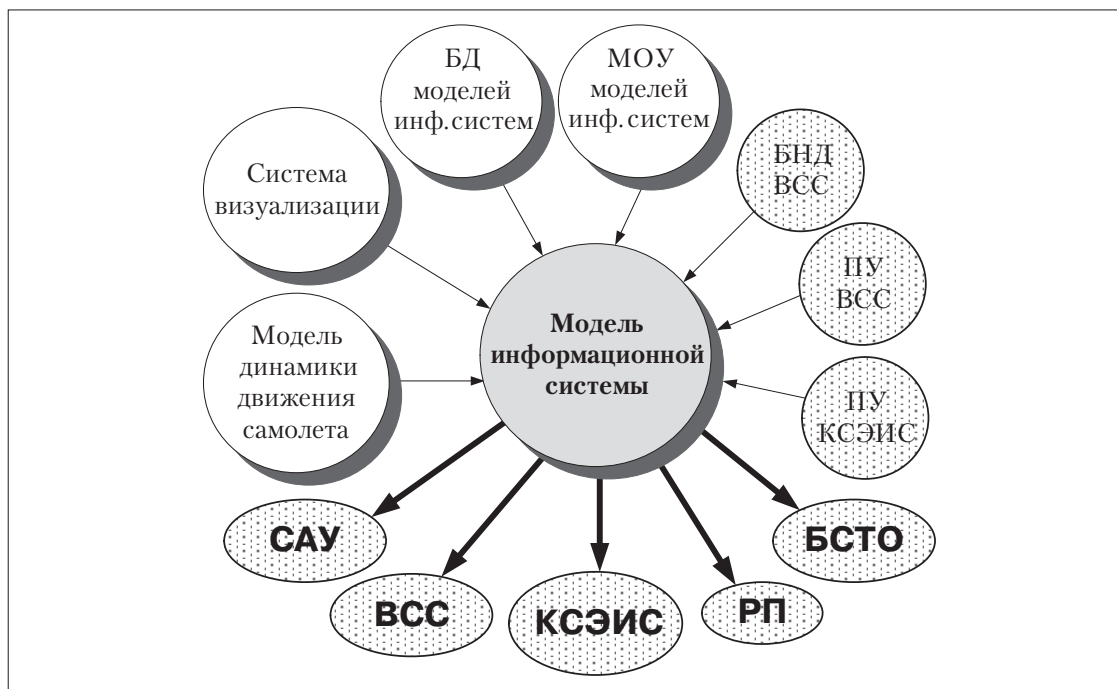 БД
моделей
инф.систем
МОУ
моделей
инф.систем
БНД
ВСС
Система
визуализации
ПУ
ВСС
Модель
информационной
системы
Модель
динамики
движения
самолета
ПУ
КСЭИС
САУ
ВСС
КСЭИС
РП
БСТО